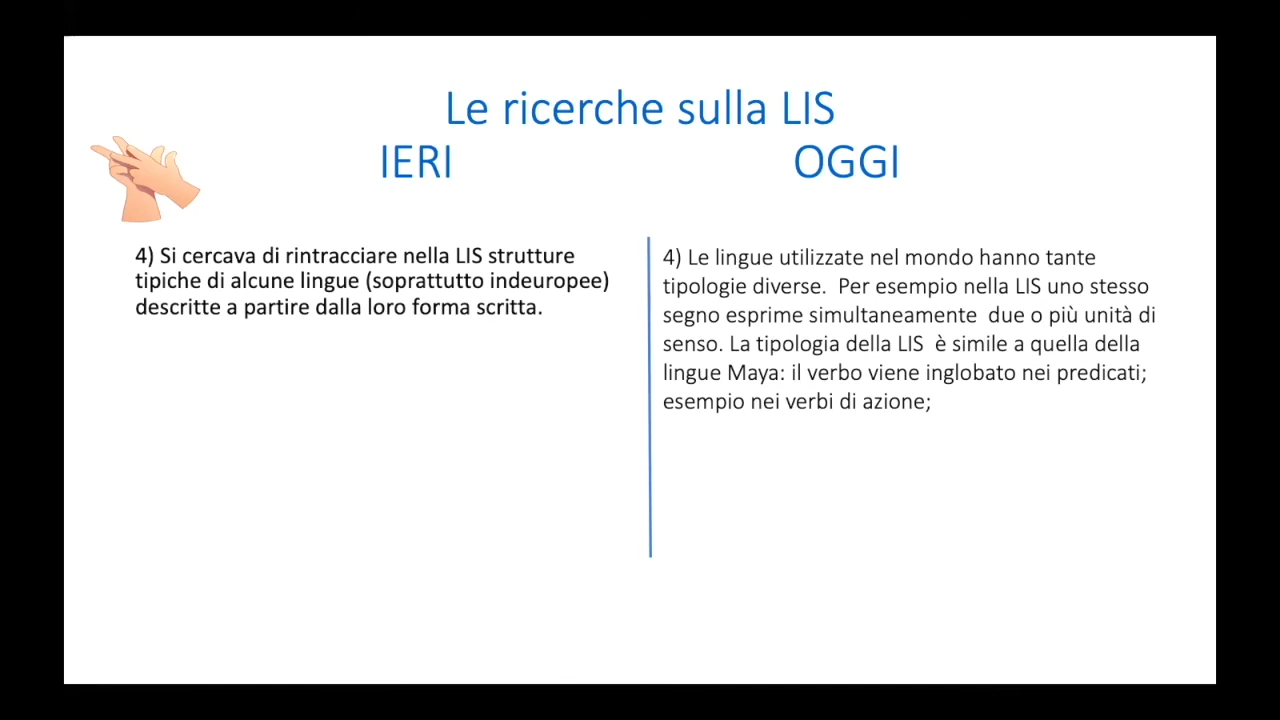 Le ricerche sulla LIS
IERI OGGI
4) Si cercava di rintracciare nella LIS strutture
tipiche di alcune lingue (soprattutto indeuropee)
descritte a partire dalla loro forma scritta.
4) Le lingue utilizzate nel mondo hanno tante
tipologie diverse.  Per esempio nella LIS uno stesso
segno esprime simultaneamente  due o più unità di
senso. La tipologia della LIS  è simile a quella della
lingue Maya: il verbo viene inglobato nei predicati;
esempio nei verbi di azione;